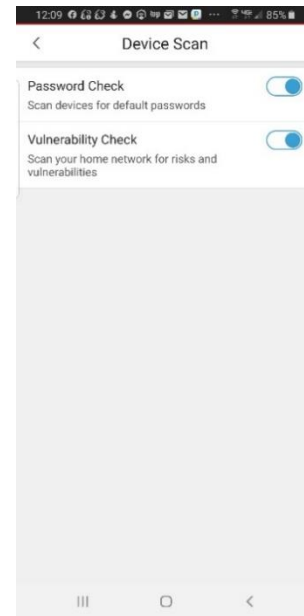 12:09 85%
Device Scan
Password Check
Scan devices for default passwords
Vulnerability Check
Scan your home network for risks and
vulnerabilities